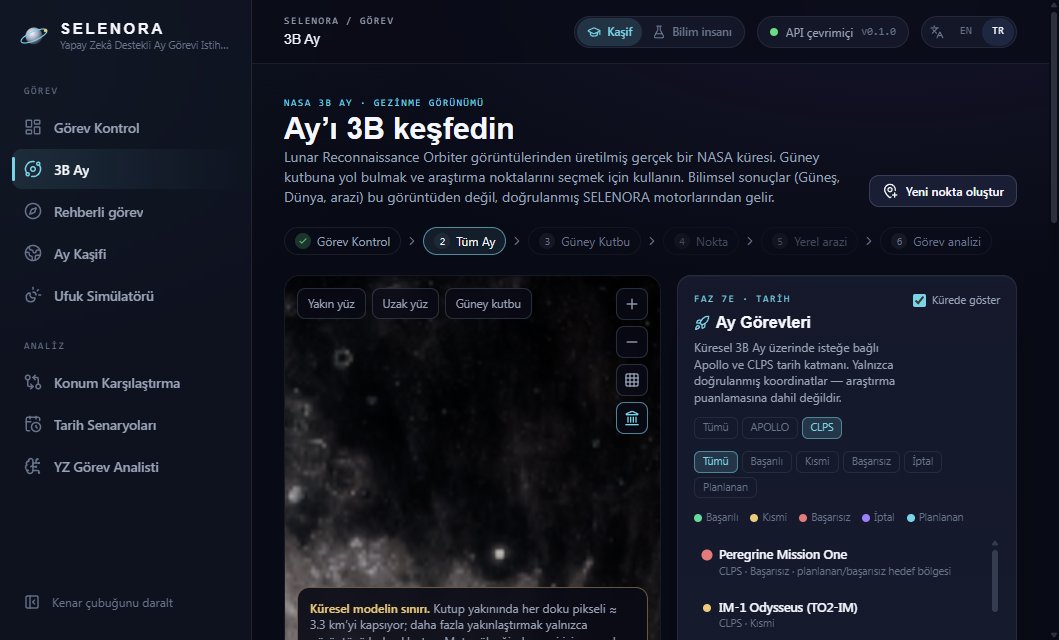 SELENORA
Yapay Zekâ Destekli Ay Görevi İstih...
GÖREV
Görev Kontrol
3B Ay
Rehberli görev
Ay Kaşifi
Ufuk Simülatörü
ANALİZ
Konum Karşılaştırma
Tarih Senaryoları
YZ Görev Analisti
Kenar çubuğunu daralt
SELENORA / GÖREV
3B Ay
Kaşif
Bilim insanı
API çevrimiçi v0.1.0
EN
TR
NASA 3B AY · GEZİNME GÖRÜNÜMÜ
Ay’ı 3B keşfedin
Lunar Reconnaissance Orbiter görüntülerinden üretilmiş gerçek bir NASA küresi. Güney
kutbuna yol bulmak ve araştırma noktalarını seçmek için kullanın. Bilimsel sonuçlar (Güneş,
Dünya, arazi) bu görüntüden değil, doğrulanmış SELENORA motorlarından gelir.
Yeni nokta oluştur
Görev Kontrol
2 Tüm Ay
3 Güney Kutbu
4 Nokta
5 Yerel arazi
6 Görev analizi
Yakın yüz
Uzak yüz
Güney kutbu
Küresel modelin sınırı. Kutup yakınında her doku pikseli ≈
3.3 km’yi kapsıyor; daha fazla yakınlaştırmak yalnızca
FAZ 7E · TARİH
Kürede göster
Ay Görevleri
Küresel 3B Ay üzerinde isteğe bağlı
Apollo ve CLPS tarih katmanı. Yalnızca
doğrulanmış koordinatlar — araştırma
puanlamasına dahil değildir.
Tümü
APOLLO
CLPS
Tümü
Başarılı
Kısmi
Başarısız
İptal
Planlanan
Başarılı
Kısmi
Başarısız
İptal
Planlanan
Peregrine Mission One
CLPS · Başarısız · planlanan/başarısız hedef bölgesi
IM-1 Odysseus (TO2-IM)
CLPS · Kısmi